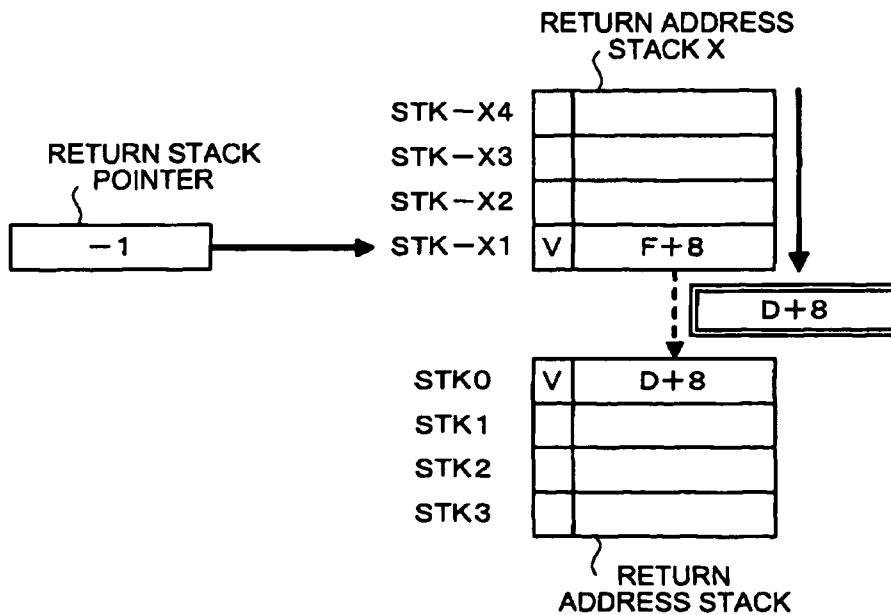 RETURN ADDRESS
STACK X
STK-X4
STK-X3
RETURN STACK
POINTER
STK-X2
-1
STK-X1 V F+8
D+8
STK0 V D+8
STK1
STK2
STK3
RETURN
ADDRESS STACK